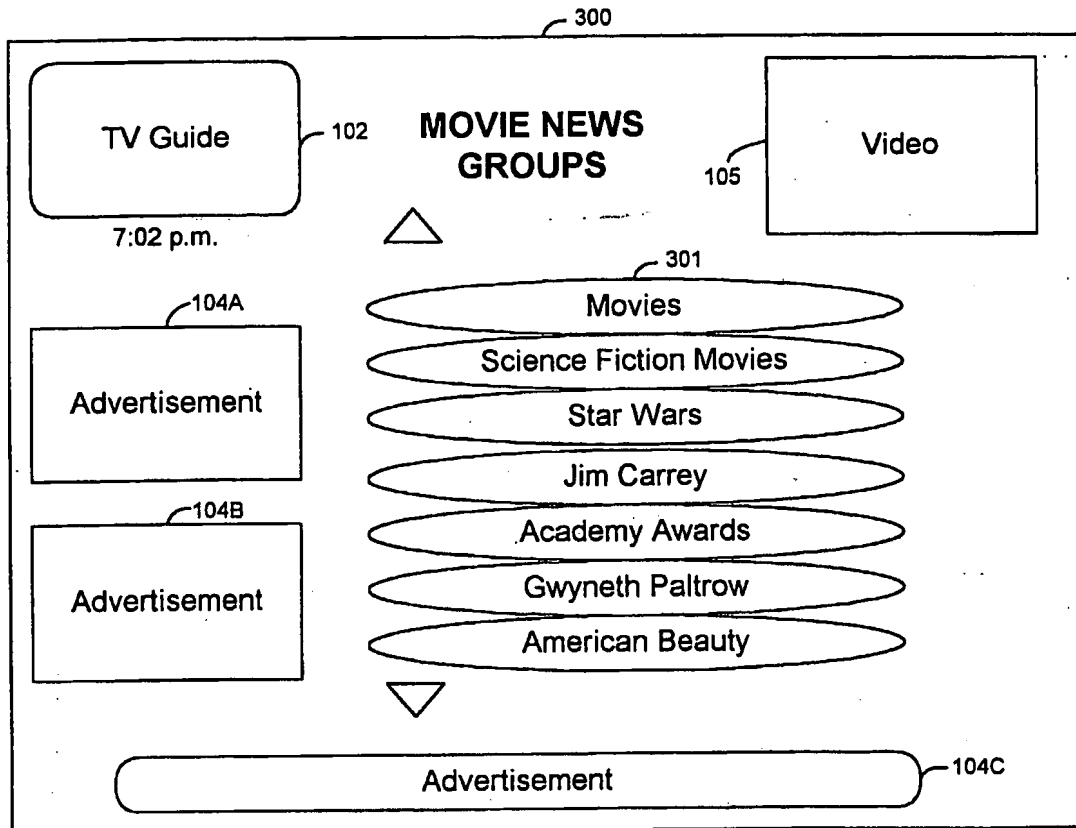 300
TV Guide
102
MOVIE NEWS
GROUPS
105
Video
7:02 p.m.
301
104A
Advertisement
Movies
Science Fiction Movies
Star Wars
Jim Carrey
104B
Advertisement
Academy Awards
Gwyneth Paltrow
American Beauty
Advertisement
104C